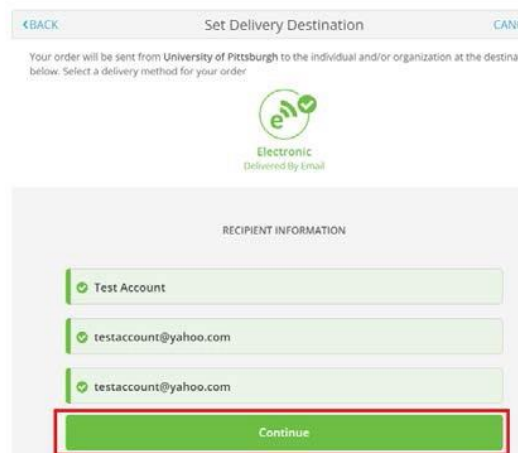 BACK
Set Delivery Destination
Your order will be sent from University of Pittsburgh to the individual and/or organization at the
below. Select a delivery method for your order
e
Electronic
Delivered By Email
RECIPIENT INFORMATION
Test Account
testaccount@yahoo.com
testaccount@yahoo.com
Continue